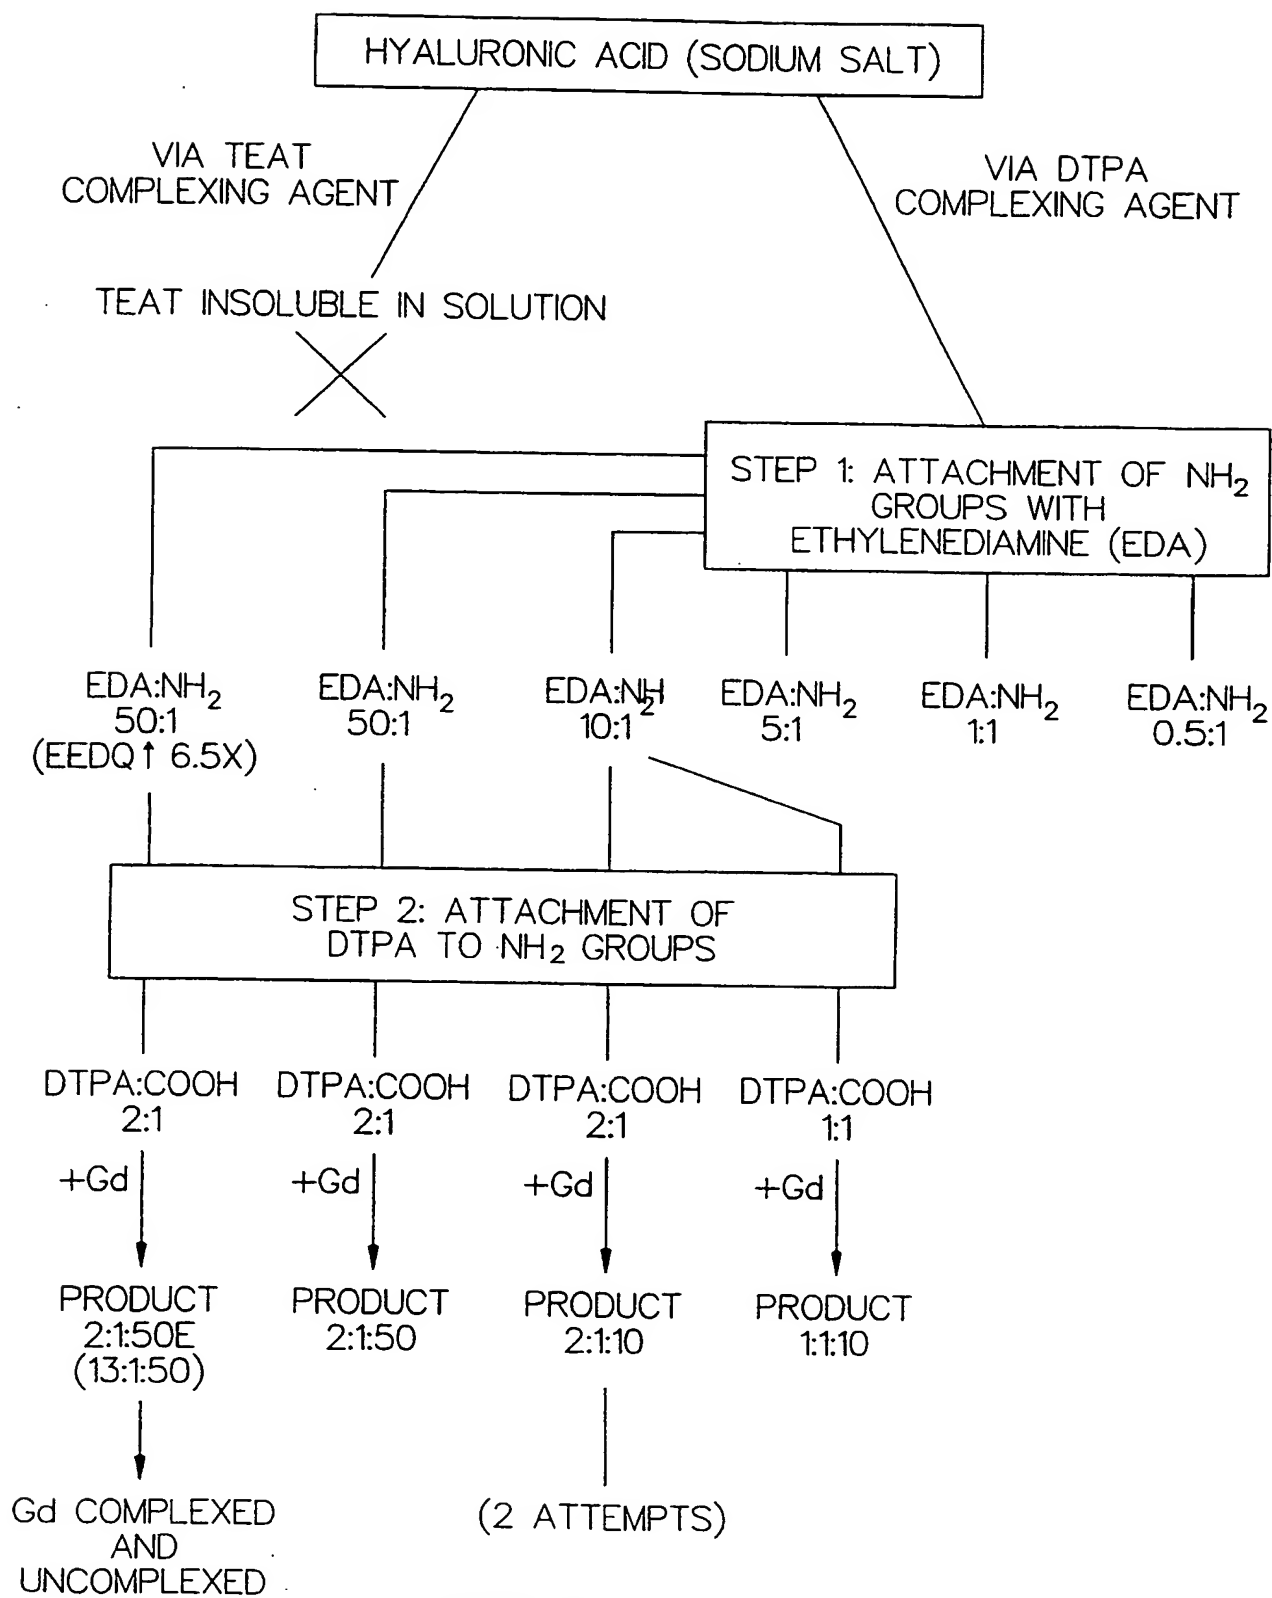 HYALURONIC ACID (SODIUM SALT)
VIA TEAT
COMPLEXING AGENT
VIA DTPA
COMPLEXING AGENT
TEAT INSOLUBLE IN SOLUTION
STEP 1: ATTACHMENT OF NH2
GROUPS WITH
ETHYLENEDIAMINE (EDA)
EDA:NH2
50:1
(EEDQ↑ 6.5X)
EDA:NH2
50:1
EDA:NH2
10:1
EDA:NH2
5:1
EDA:NH2
1:1
EDA:NH2
0.5:1
STEP 2: ATTACHMENT OF
DTPA TO NH2 GROUPS
DTPA:COOH
2:1
DTPA:COOH
2:1
DTPA:COOH
2:1
DTPA:COOH
1:1
+Gd
+Gd
+Gd
+Gd
PRODUCT
2:1:50E
(13:1:50)
PRODUCT
2:1:50
PRODUCT
2:1:10
PRODUCT
1:1:10
Gd COMPLEXED
AND
UNCOMPLEXED
(2 ATTEMPTS)